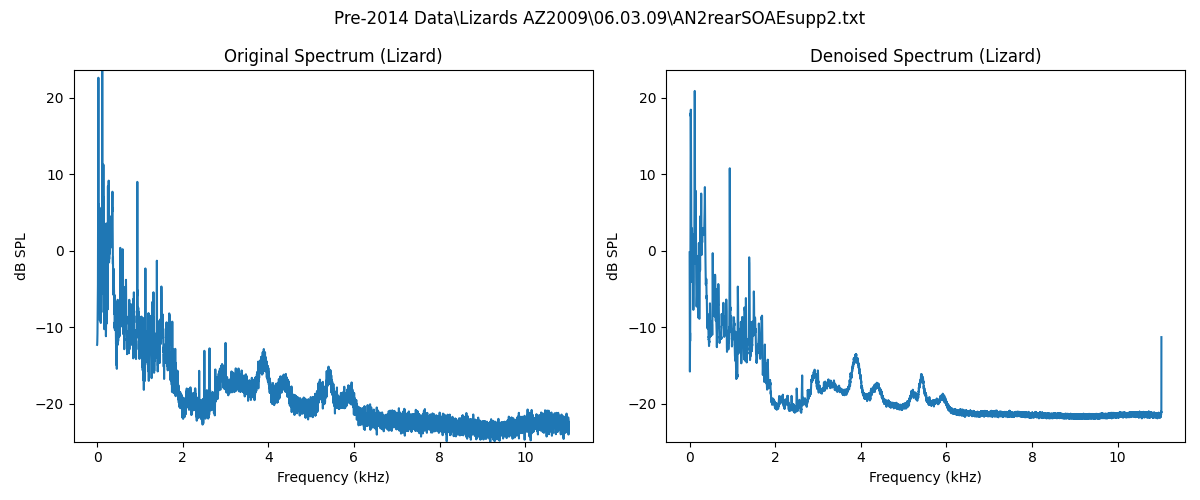 Pre-2014 Data\Lizards AZ2009\06.03.09\AN2rearSOAEsupp2.txt
Original Spectrum (Lizard)
dB SPL
20
10
0
−10
−20
0 2 4 6 8 10
Frequency (kHz)
Denoised Spectrum (Lizard)
dB SPL
20
10
0
−10
−20
0 2 4 6 8 10
Frequency (kHz)